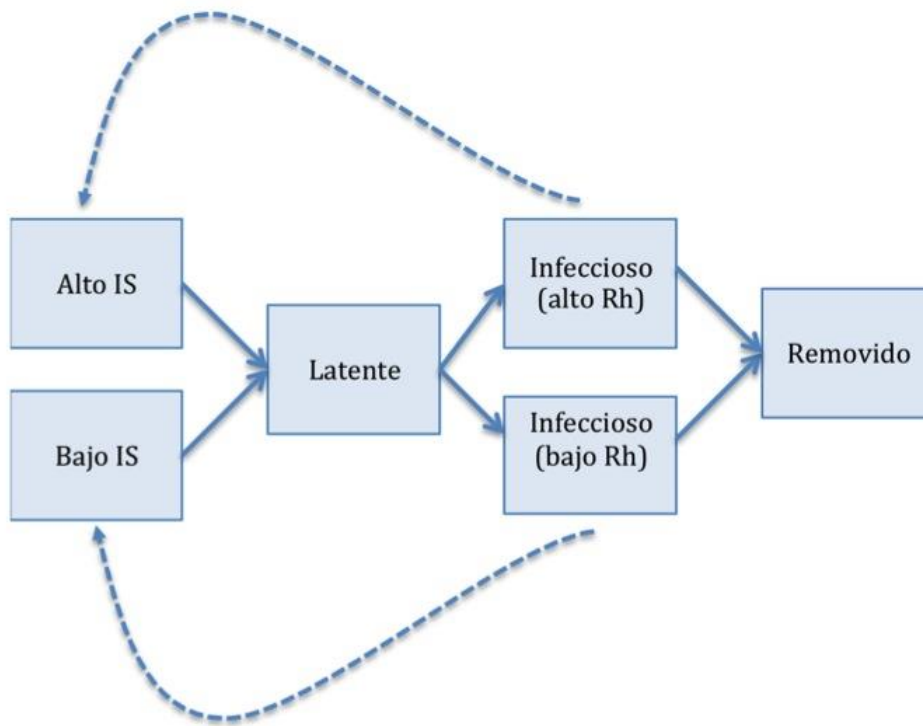 Alto IS
Bajo IS
Latente
Infeccioso
(alto Rh)
Infeccioso
(bajo Rh)
Removido